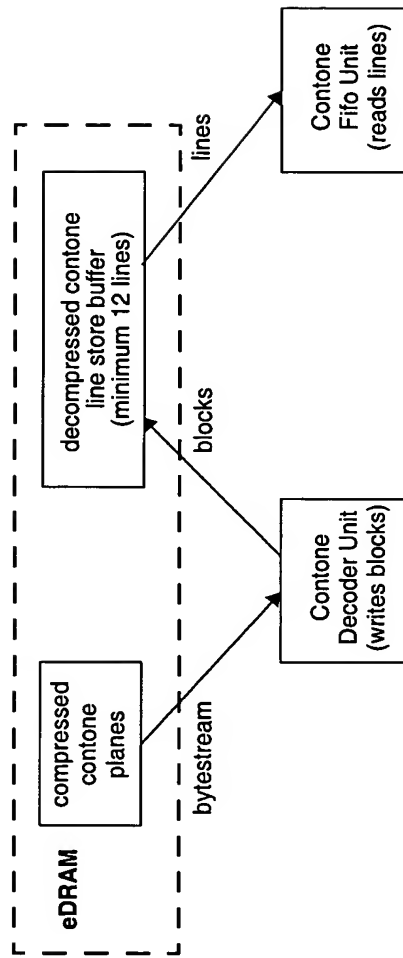 eDRAM
compressed
contone
planes
decompressed contone
line store buffer
(minimum 12 lines)
bytestream
blocks
lines
Contone
Decoder Unit
(writes blocks)
Contone
Fifo Unit
(reads lines)